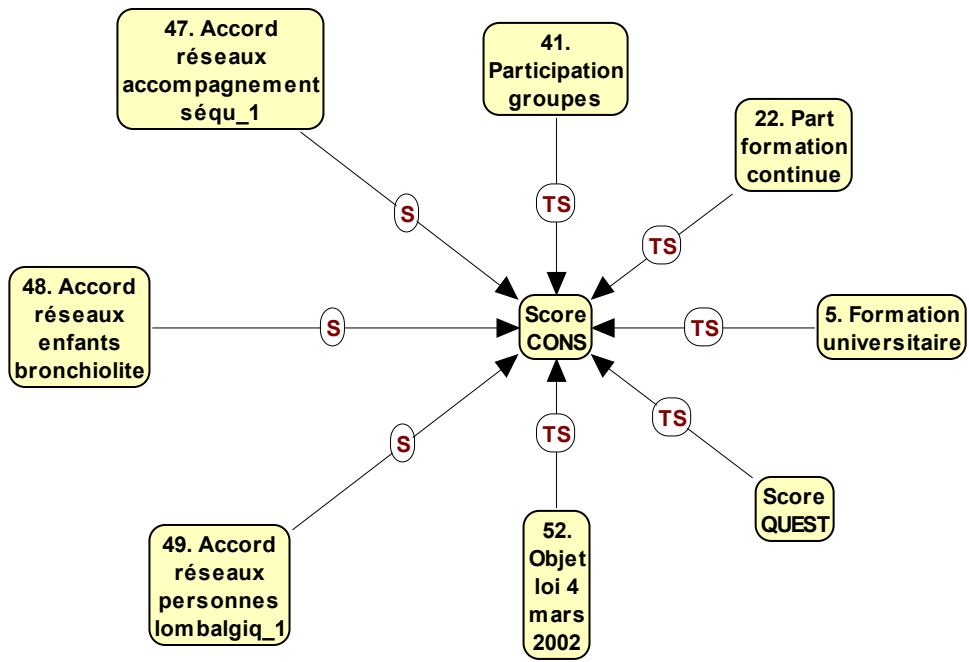 47. Accord
réseaux
accompagnement
séqu_1
41.
Participation
groupes
22. Part
formation
continue
S
TS
TS
48. Accord
réseaux
enfants
bronchiolite
S
Score
CONS
TS
5. Formation
universitaire
S
TS
TS
49. Accord
réseaux
personnes
lombalgiq_1
52.
Objet
loi 4
mars
2002
Score
QUEST